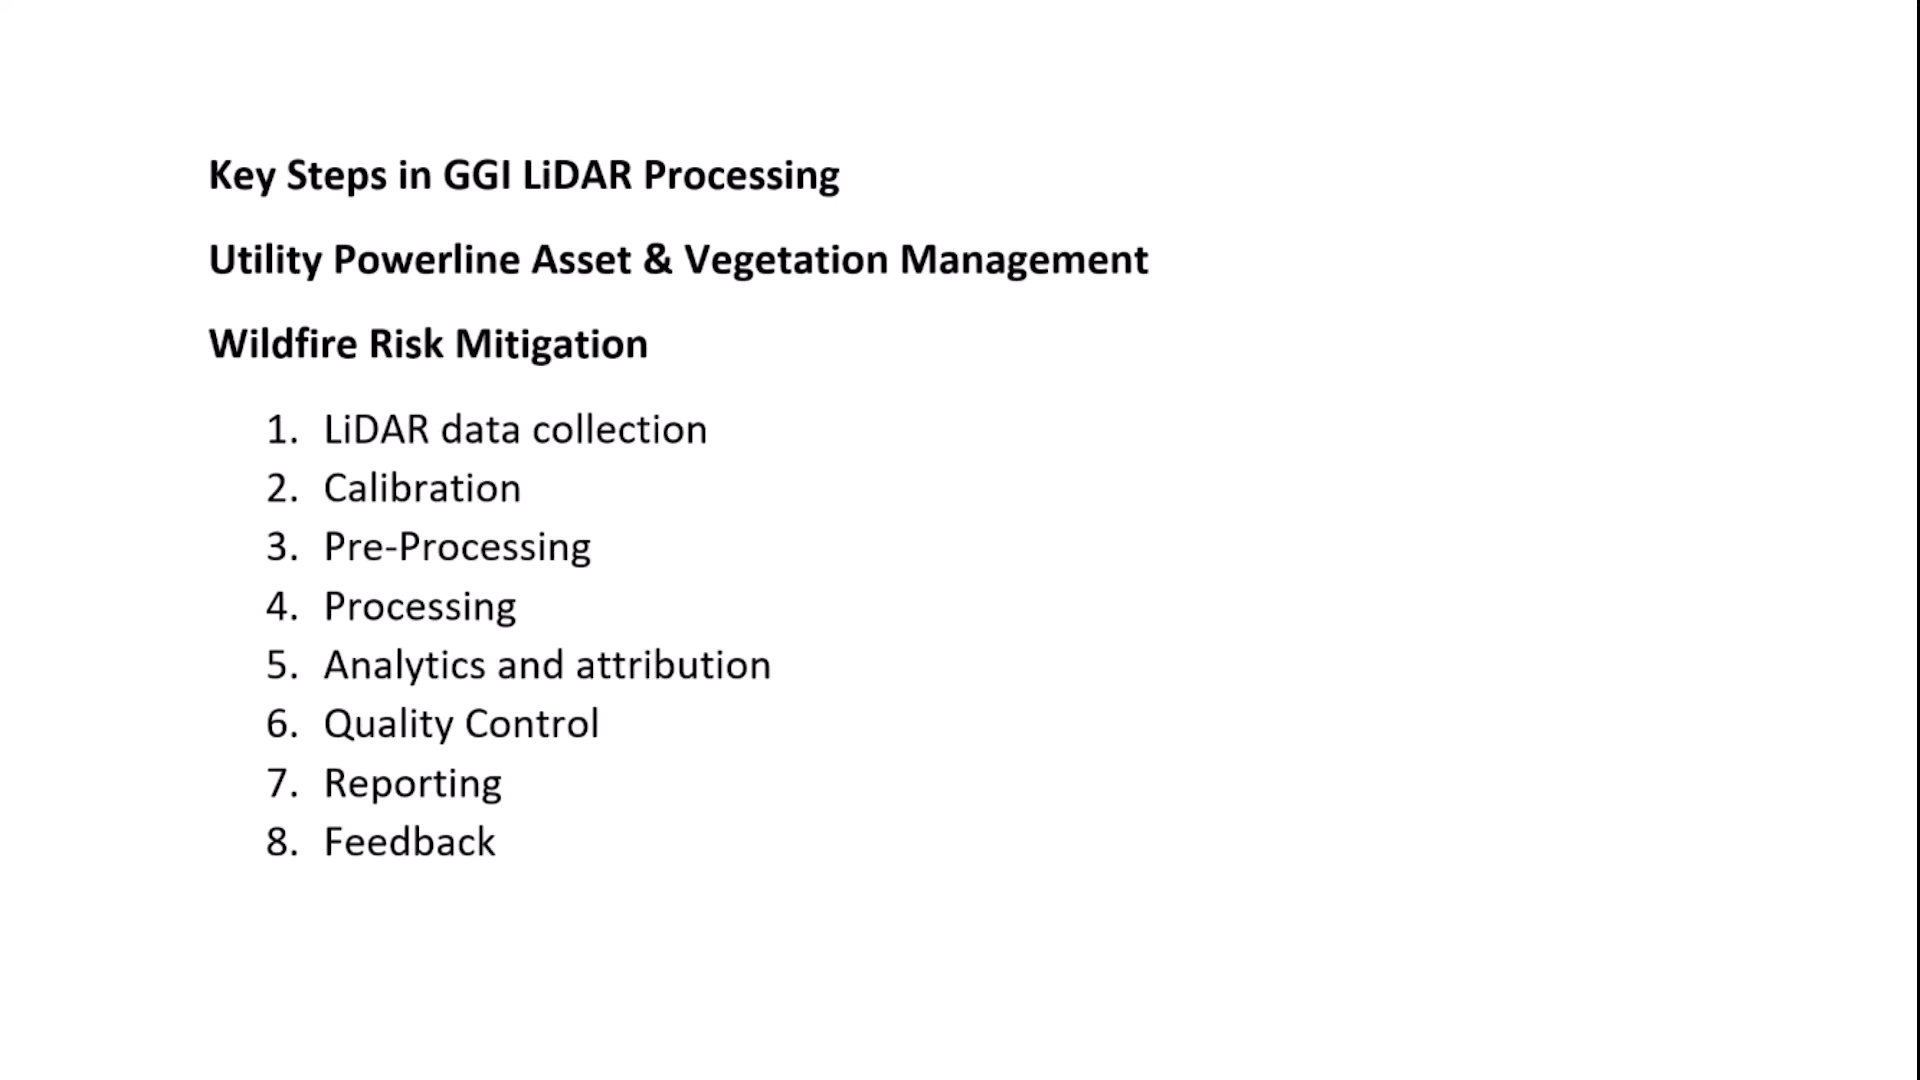 Key Steps in GGI LiDAR Processing
Utility Powerline Asset & Vegetation Management
Wildfire Risk Mitigation
1. LiDAR data collection
2. Calibration
3. Pre-Processing
4. Processing
5. Analytics and attribution
6. Quality Control
7. Reporting
8. Feedback